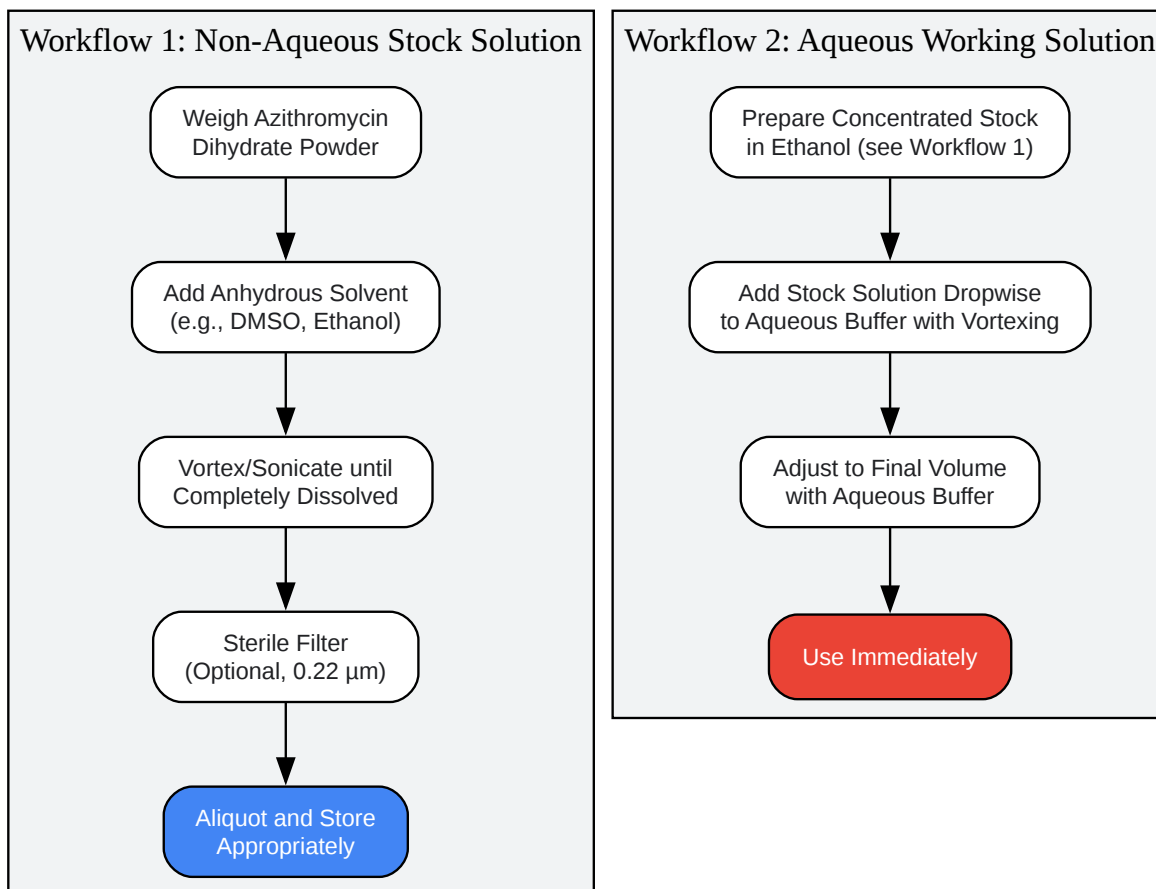 Workflow 1: Non-Aqueous Stock Solution
Weigh Azithromycin
Dihydrate Powder
Add Anhydrous Solvent
(e.g., DMSO, Ethanol)
Vortex/Sonicate until
Completely Dissolved
Sterile Filter
(Optional, 0.22 µm)
Aliquot and Store
Appropriately
Workflow 2: Aqueous Working Solution
Prepare Concentrated Stock
in Ethanol (see Workflow 1)
Add Stock Solution Dropwise
to Aqueous Buffer with Vortexing
Adjust to Final Volume
with Aqueous Buffer
Use Immediately